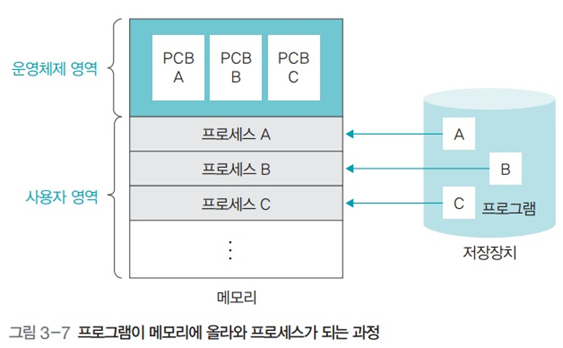 운영체제 영역
PCB
A
PCB
B
PCB
C
사용자 영역
프로세스 A
프로세스 B
프로세스 C
⋮
메모리
A
B
C
프로그램
저장장치
그림 3-7 프로그램이 메모리에 올라와 프로세스가 되는 과정